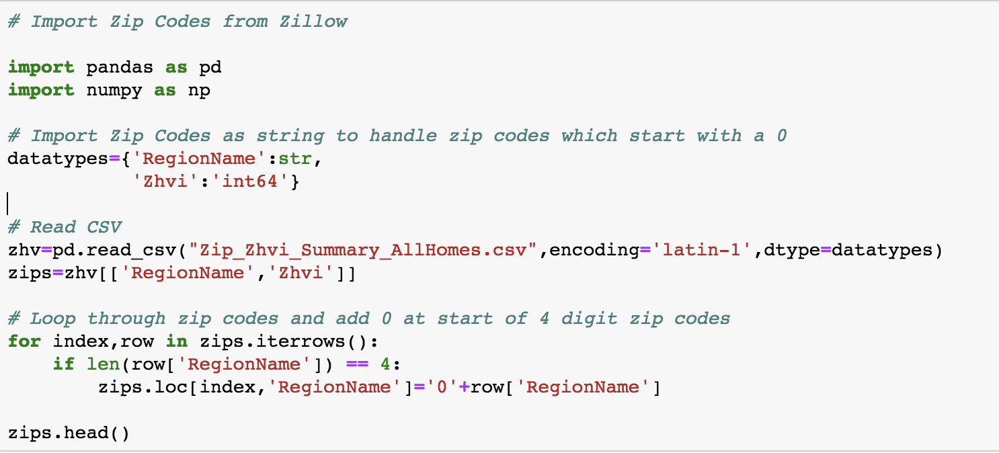 # Import Zip Codes from Zillow
import pandas as pd
import numpy as np
# Import Zip Codes as string to handle zip codes which start with a 0
datatypes={'RegionName':str,
           'Zhvi':'int64'}
# Read CSV
zhv=pd.read_csv("Zip_Zhvi_Summary_AllHomes.csv",encoding='latin-1',dtype=datatypes)
zips=zhv[['RegionName','Zhvi']]
# Loop through zip codes and add 0 at start of 4 digit zip codes
for index,row in zips.iterrows():
    if len(row['RegionName']) == 4:
        zips.loc[index,'RegionName']='0'+row['RegionName']
zips.head()